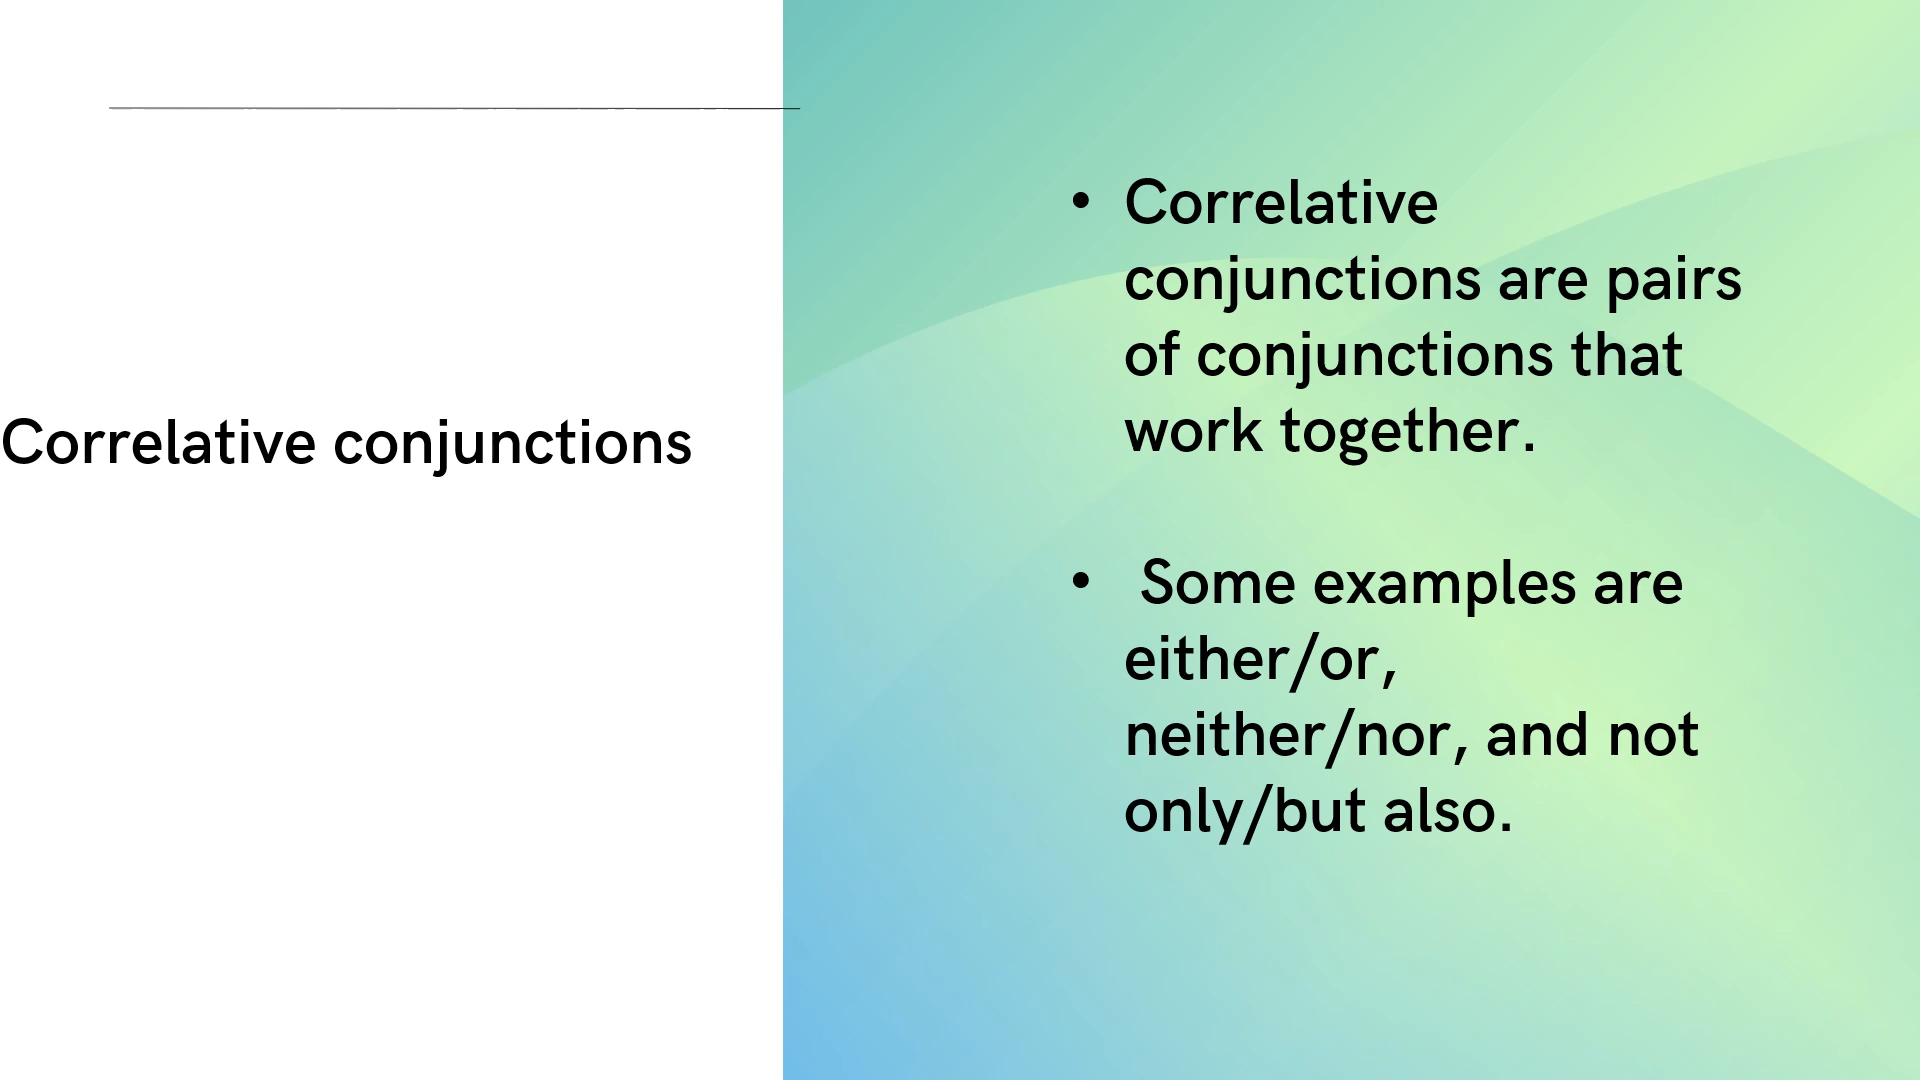 Correlative conjunctions
• Correlative
conjunctions are pairs
of conjunctions that
work together.
• Some examples are
either/or,
neither/nor, and not
only/but also.